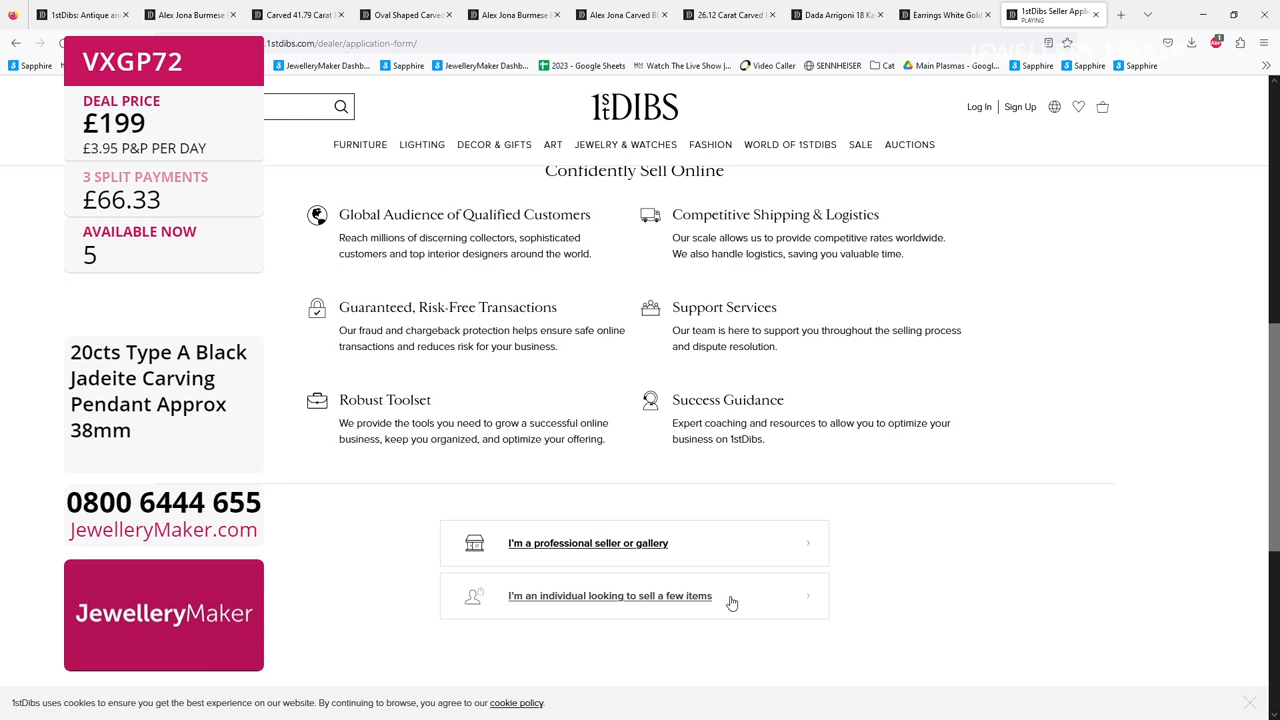 1stDibs: Antique an
Alex Jona Burmese
Carved 41.79 Carat
Oval Shaped Carved
Alex Jona Burmese
Alex Jona Carved Bl
26.12 Carat Carved
Dada Arrigoni 18 Ka
Earrings White Gold
1stDibs Seller Applic
PLAYING
1stdibs.com/dealer/application-form/
Sapphire
JewelleryMaker Dashb...
Sapphire
JewelleryMaker Dashb...
2023 - Google Sheets
Watch The Live Show |...
Video Caller
SENNHEISER
Cat
Main Plasmas - Googl...
Sapphire
Sapphire
Sapphire
VXGP72
DEAL PRICE
£199
£3.95 P&P PER DAY
3 SPLIT PAYMENTS
£66.33
AVAILABLE NOW
5
20cts Type A Black
Jadeite Carving
Pendant Approx
38mm
0800 6444 655
JewelleryMaker.com
JewelleryMaker
1stDIBS
Log In | Sign Up
FURNITURE LIGHTING DECOR & GIFTS ART JEWELRY & WATCHES FASHION WORLD OF 1STDIBS SALE AUCTIONS
Confidently Sell Online
Global Audience of Qualified Customers
Reach millions of discerning collectors, sophisticated
customers and top interior designers around the world.
Competitive Shipping & Logistics
Our scale allows us to provide competitive rates worldwide.
We also handle logistics, saving you valuable time.
Guaranteed, Risk-Free Transactions
Our fraud and chargeback protection helps ensure safe online
transactions and reduces risk for your business.
Support Services
Our team is here to support you throughout the selling process
and dispute resolution.
Robust Toolset
We provide the tools you need to grow a successful online
business, keep you organized, and optimize your offering.
Success Guidance
Expert coaching and resources to allow you to optimize your
business on 1stDibs.
I'm a professional seller or gallery
I'm an individual looking to sell a few items
1stDibs uses cookies to ensure you get the best experience on our website. By continuing to browse, you agree to our cookie policy.